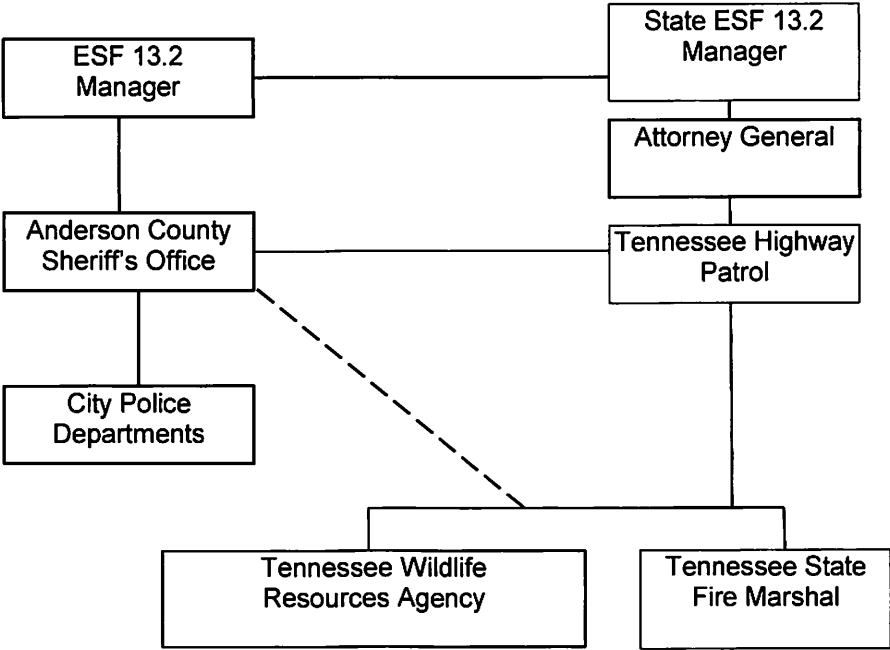 ESF 13.2
Manager
State ESF 13.2
Manager
Attorney General
Anderson County
Sheriff's Office
Tennessee Highway
Patrol
City Police
Departments
Tennessee Wildlife
Resources Agency
Tennessee State
Fire Marshal